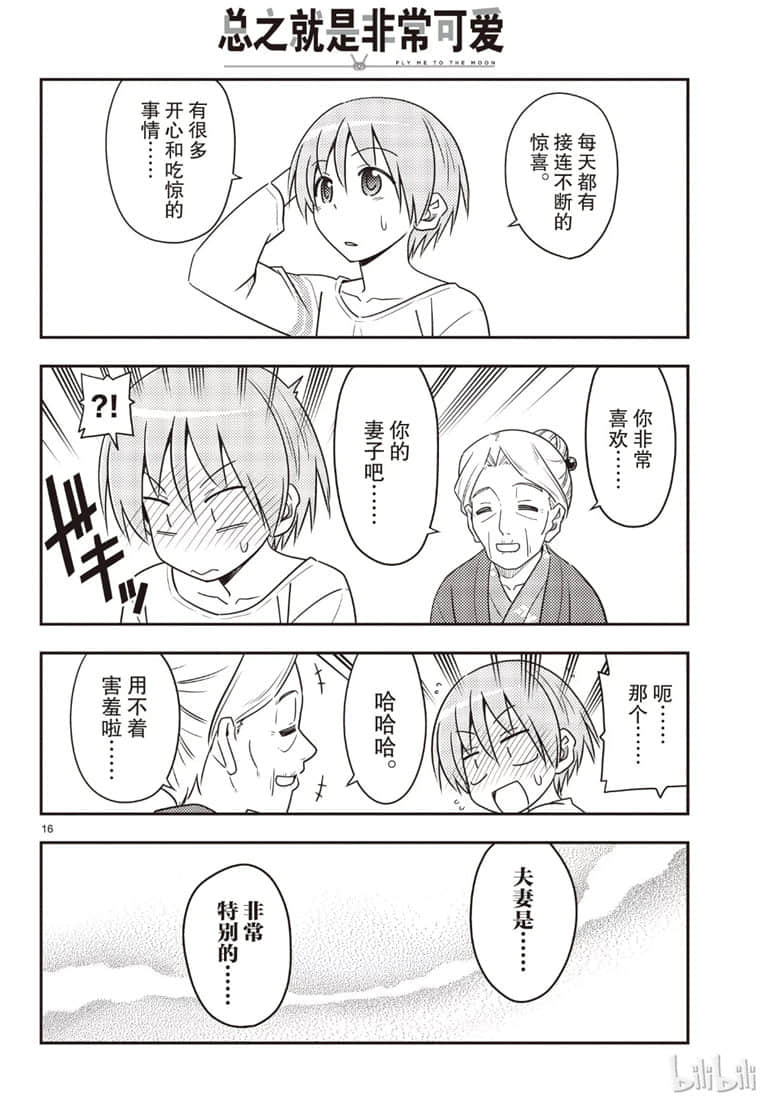 总之就是非常可爱
FLY ME TO THE MOON
每天都有
接连不断的
惊喜。
有很多
开心和吃惊的
事情……
你非常
喜欢……
你的
妻子吧……
?!
ドキッ
呃……
那个……
哈哈哈。
用不着
害羞啦……
16
夫妻是……
非常
特别的……
bilibili